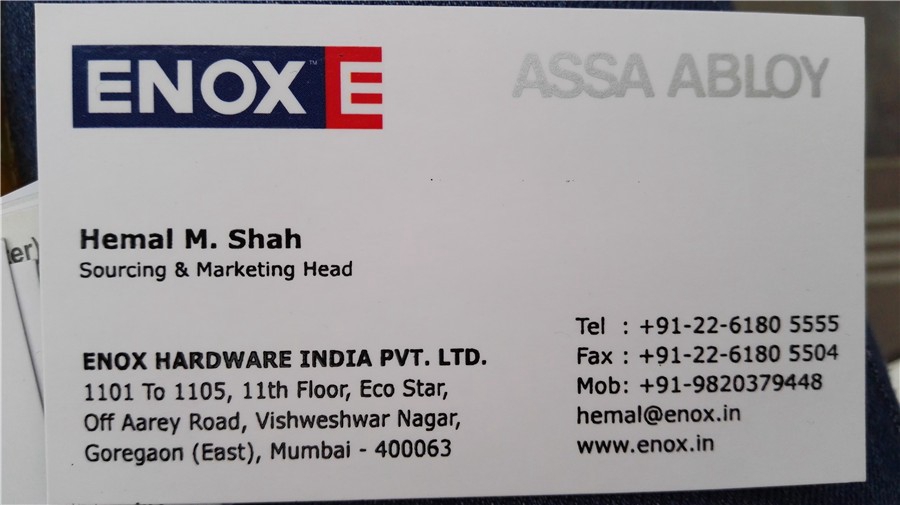 ENOX™ E
ASSA ABLOY
Hemal M. Shah
Sourcing & Marketing Head
ENOX HARDWARE INDIA PVT. LTD.
1101 To 1105, 11th Floor, Eco Star,
Off Aarey Road, Vishweshwar Nagar,
Goregaon (East), Mumbai - 400063
Tel : +91-22-6180 5555
Fax : +91-22-6180 5504
Mob: +91-9820379448
hemal@enox.in
www.enox.in